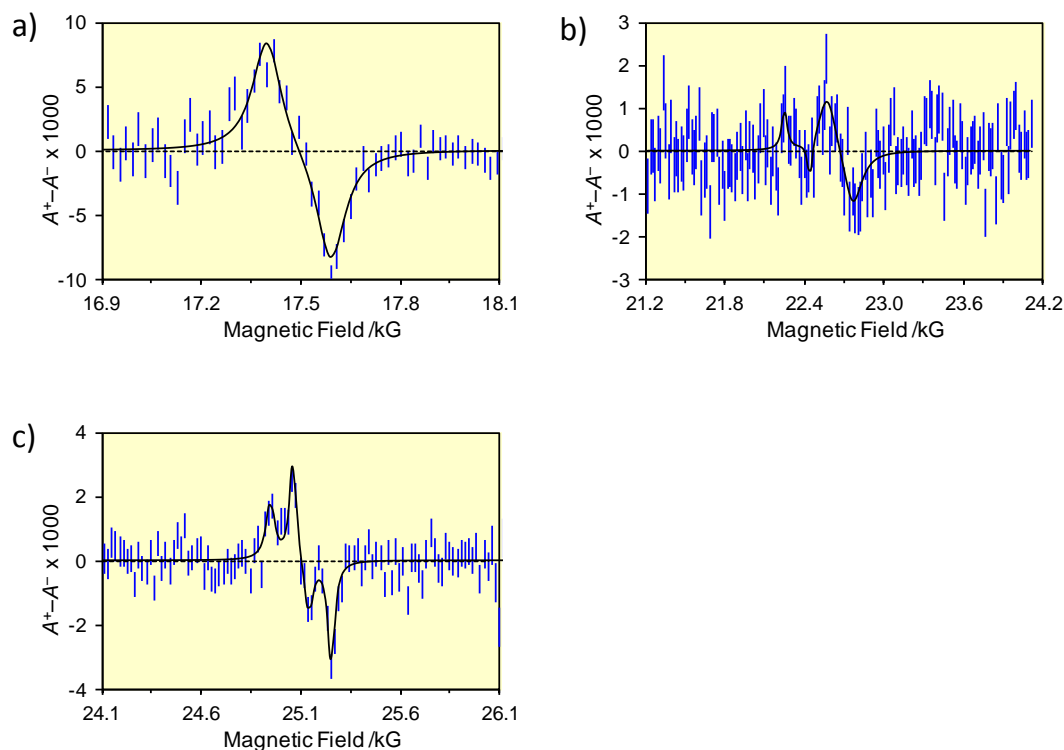 a)
10
5
0
-5
-10
A⁺–A⁻ x 1000
16.9 17.2 17.5 17.8 18.1
Magnetic Field /kG
b)
3
2
1
0
-1
-2
-3
A⁺–A⁻ x 1000
21.2 21.8 22.4 23.0 23.6 24.2
Magnetic Field /kG
c)
4
2
0
-2
-4
A⁺–A⁻ x 1000
24.1 24.6 25.1 25.6 26.1
Magnetic Field /kG